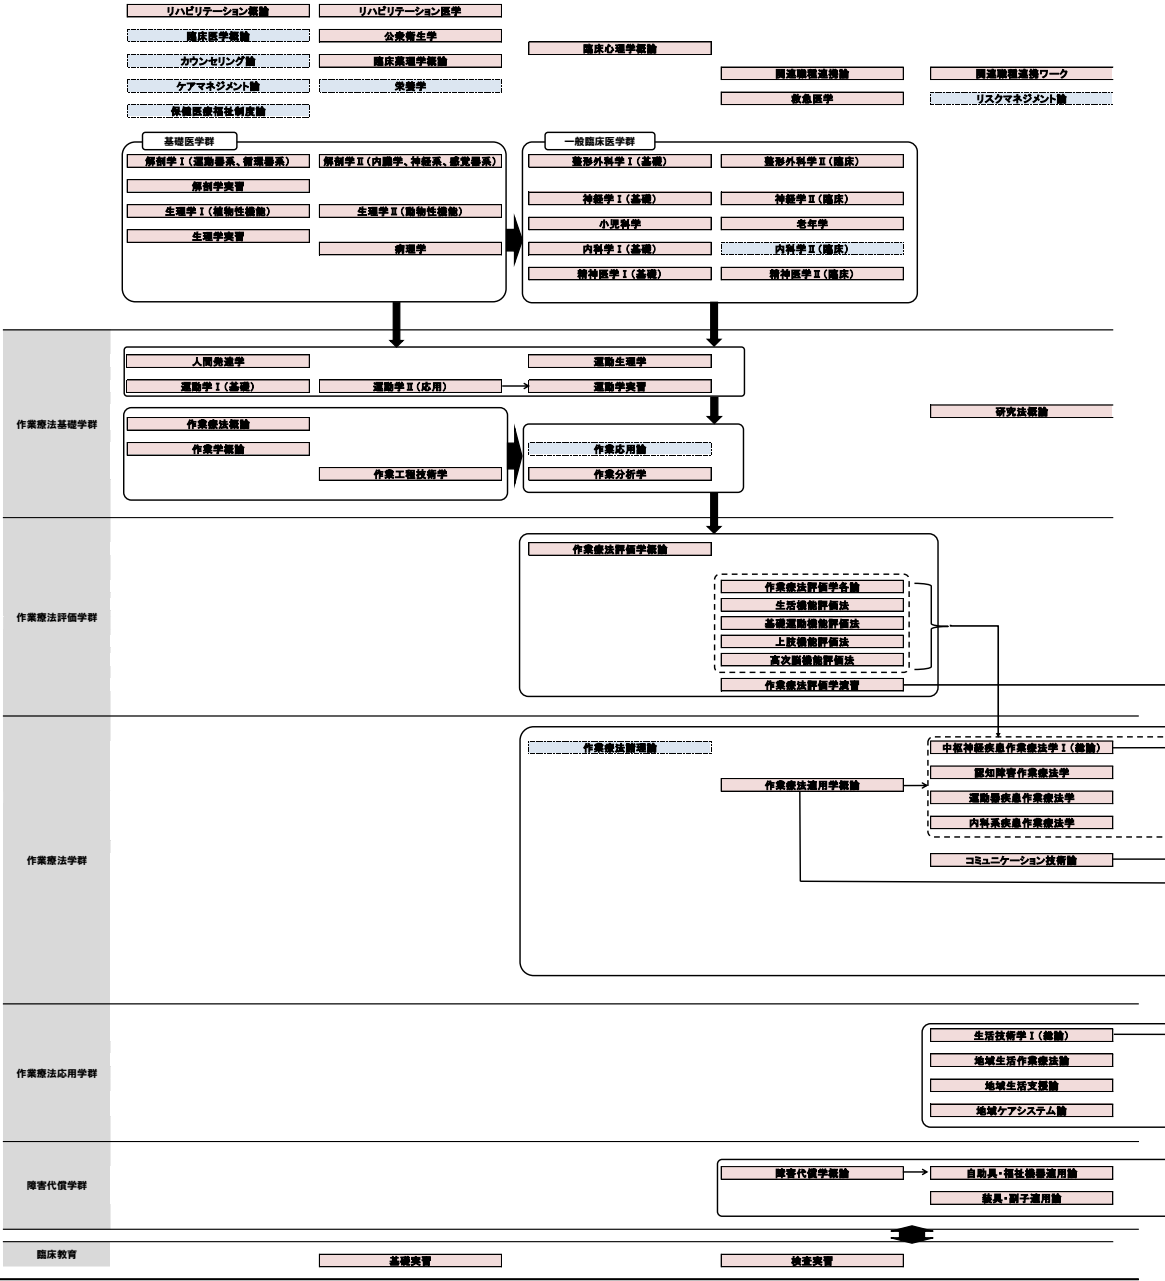 リハビリテーション概論
リハビリテーション医学
臨床医学概論
公衆衛生学
臨床心理学概論
カウンセリング論
臨床薬理学概論
関連職種連携論
関連職種連携ワーク
ケアマネジメント論
栄養学
救急医学
リスクマネジメント論
保健医療福祉制度論
基礎医学群
一般臨床医学群
解剖学Ⅰ（運動器系、循環器系）
解剖学Ⅱ（内臓学、神経系、感覚器系）
整形外科学Ⅰ（基礎）
整形外科学Ⅱ（臨床）
解剖学実習
神経学Ⅰ（基礎）
神経学Ⅱ（臨床）
生理学Ⅰ（植物性機能）
生理学Ⅱ（動物性機能）
小児科学
老年学
生理学実習
病理学
内科学Ⅰ（基礎）
内科学Ⅱ（臨床）
精神医学Ⅰ（基礎）
精神医学Ⅱ（臨床）
人間発達学
運動生理学
運動学Ⅰ（基礎）
運動学Ⅱ（応用）
運動学実習
研究法概論
作業療法基礎学群
作業療法概論
作業学概論
作業応用論
作業工程技術学
作業分析学
作業療法評価学概論
作業療法評価学各論
生活機能評価法
作業療法評価学群
基礎運動機能評価法
上肢機能評価法
高次脳機能評価法
作業療法評価学演習
作業療法諸理論
中枢神経疾患作業療法学Ⅰ（総論）
認知障害作業療法学
作業療法適用学概論
運動器疾患作業療法学
内科系疾患作業療法学
作業療法学群
コミュニケーション技術論
生活技術学Ⅰ（総論）
地域生活作業療法論
作業療法応用学群
地域生活支援論
地域ケアシステム論
障害代償学概論
自助具・福祉機器適用論
障害代償学群
装具・副子適用論
臨床教育
基礎実習
検査実習